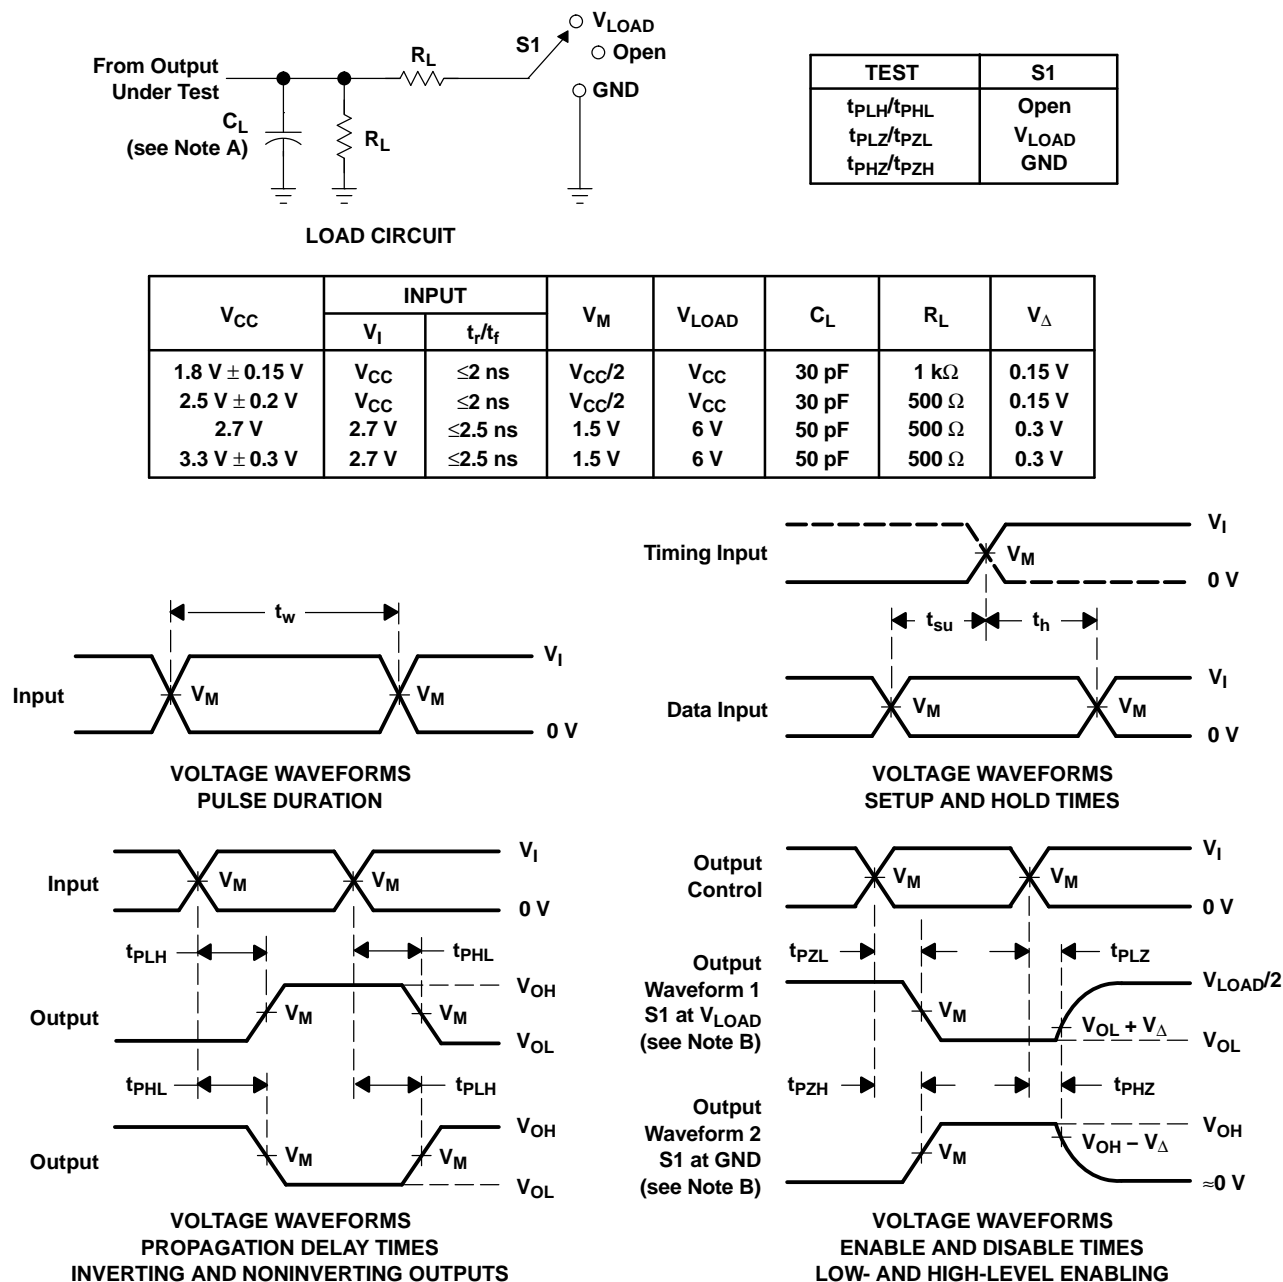 V_LOAD
S1
Open
R_L
GND
From Output
Under Test
C_L
(see Note A)
R_L
LOAD CIRCUIT
TEST S1
t_PLH/t_PHL Open
t_PLZ/t_PZL V_LOAD
t_PHZ/t_PZH GND
V_CC INPUT V_M V_LOAD C_L R_L V_Δ
V_I t_r/t_f
1.8 V ± 0.15 V V_CC ≤2 ns V_CC/2 V_CC 30 pF 1 kΩ 0.15 V
2.5 V ± 0.2 V V_CC ≤2 ns V_CC/2 V_CC 30 pF 500 Ω 0.15 V
2.7 V 2.7 V ≤2.5 ns 1.5 V 6 V 50 pF 500 Ω 0.3 V
3.3 V ± 0.3 V 2.7 V ≤2.5 ns 1.5 V 6 V 50 pF 500 Ω 0.3 V
t_w
V_I
Input V_M V_M
0 V
VOLTAGE WAVEFORMS
PULSE DURATION
V_I
Timing Input V_M
0 V
t_su t_h
V_I
Data Input V_M V_M
0 V
VOLTAGE WAVEFORMS
SETUP AND HOLD TIMES
V_I
Input V_M V_M
0 V
t_PLH t_PHL
V_OH
Output V_M V_M
V_OL
t_PHL t_PLH
V_OH
Output V_M V_M
V_OL
VOLTAGE WAVEFORMS
PROPAGATION DELAY TIMES
INVERTING AND NONINVERTING OUTPUTS
V_I
Output
Control V_M V_M
0 V
t_PZL t_PLZ
Output
Waveform 1 V_LOAD/2
S1 at V_LOAD V_M V_OL + V_Δ
(see Note B) V_OL
t_PZH t_PHZ
Output V_OH
Waveform 2 V_M V_OH − V_Δ
S1 at GND
(see Note B) ≈0 V
VOLTAGE WAVEFORMS
ENABLE AND DISABLE TIMES
LOW- AND HIGH-LEVEL ENABLING